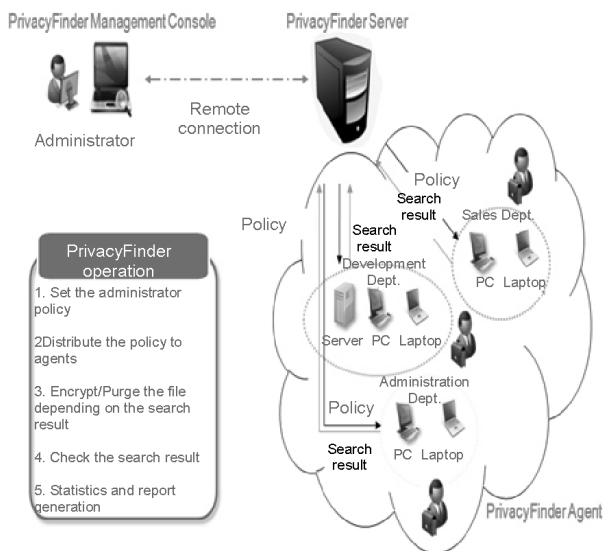 PrivacyFinder Management Console
PrivacyFinder Server
Administrator
Remote
connection
Policy
Policy
Search
result
Sales Dept.
PC Laptop
Search
result
Development
Dept.
Server PC Laptop
Administration
Dept.
Policy
PC Laptop
Search
result
PrivacyFinder Agent
PrivacyFinder
operation
1. Set the administrator
policy
2Distribute the policy to
agents
3. Encrypt/Purge the file
depending on the search
result
4. Check the search result
5. Statistics and report
generation